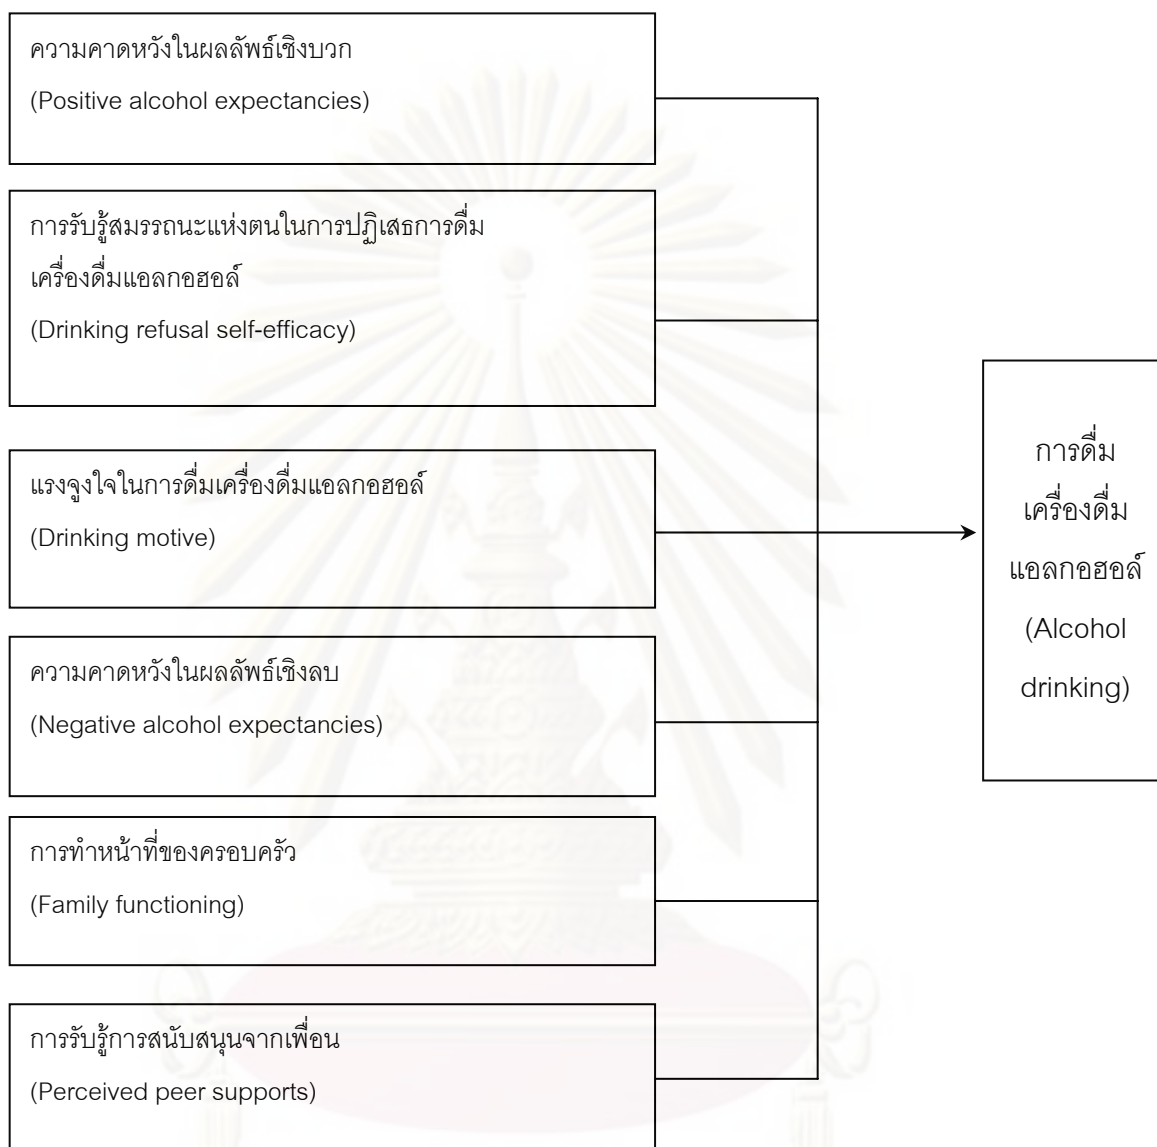 ความคาดหวังในผลลัพธ์เชิงบวก
(Positive alcohol expectancies)
การรับรู้สมรรถนะแห่งตนในการปฏิเสธการดื่ม
เครื่องดื่มแอลกอฮอล์
(Drinking refusal self-efficacy)
แรงจูงใจในการดื่มเครื่องดื่มแอลกอฮอล์
(Drinking motive)
ความคาดหวังในผลลัพธ์เชิงลบ
(Negative alcohol expectancies)
การทำหน้าที่ของครอบครัว
(Family functioning)
การรับรู้การสนับสนุนจากเพื่อน
(Perceived peer supports)
การดื่ม
เครื่องดื่ม
แอลกอฮอล์
(Alcohol
drinking)